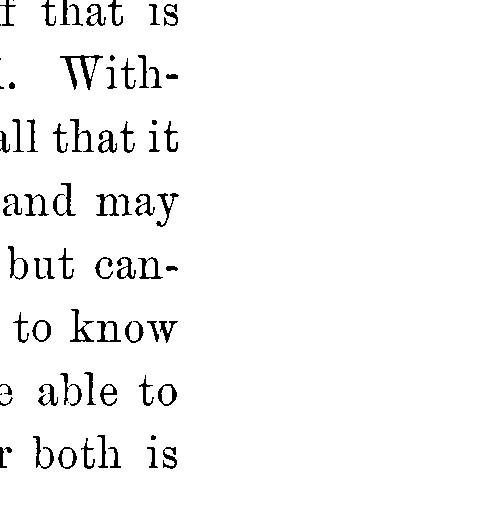 that is
With-
all that it
and may
but can-
to know
able to
both is